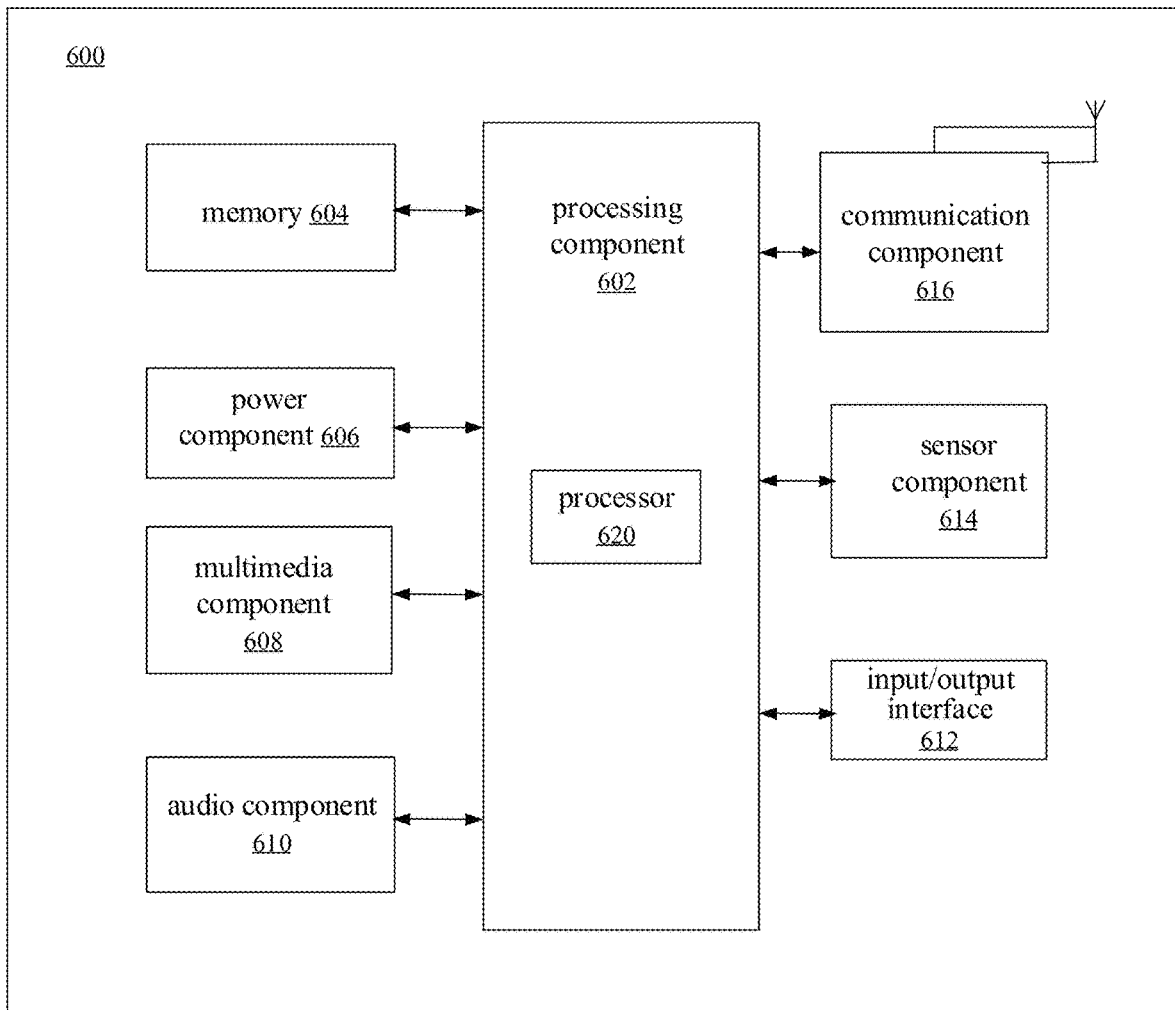 600
memory 604
power
component 606
multimedia
component
608
audio component
610
processing
component
602
processor
620
communication
component
616
sensor
component
614
input/output
interface
612